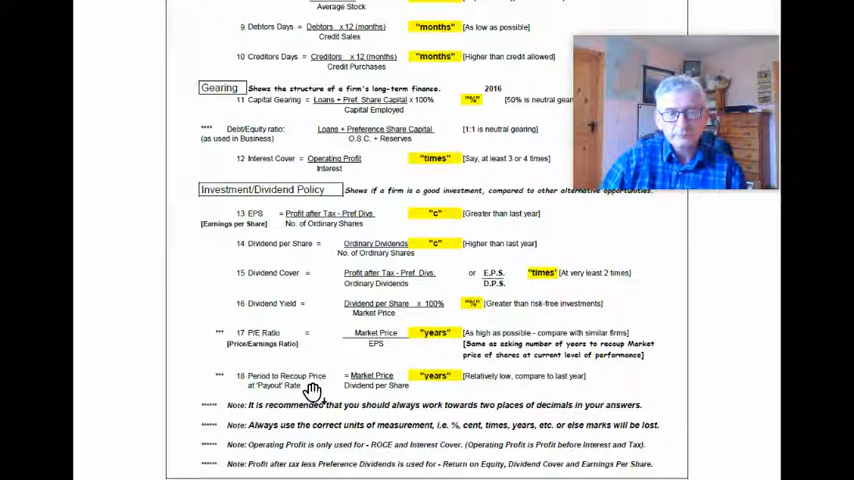 Average Stock
9 Debtors Days = Debtors x 12 (months) "months" [As low as possible]
Credit Sales
10 Creditors Days = Creditors x 12 (months) "months" [Higher than credit allowed]
Credit Purchases
Gearing Shows the structure of a firm's long-term finance. 2016
11 Capital Gearing = Loans + Pref. Share Capital x 100% "%" [50% is neutral gear
Capital Employed
**** Debt/Equity ratio: Loans + Preference Share Capital [1:1 is neutral gearing]
(as used in Business) O.S.C. + Reserves
12 Interest Cover = Operating Profit "times" [Say, at least 3 or 4 times]
Interest
Investment/Dividend Policy Shows if a firm is a good investment, compared to other alternative opportunities.
13 EPS = Profit after Tax - Pref Divs. "c" [Greater than last year]
[Earnings per Share] No. of Ordinary Shares
14 Dividend per Share = Ordinary Dividends "c" [Higher than last year]
No. of Ordinary Shares
15 Dividend Cover = Profit after Tax - Pref. Divs. or E.P.S. "times' [At very least 2 times]
Ordinary Dividends D.P.S.
16 Dividend Yield = Dividend per Share x 100% "%" [Greater than risk-free investments]
Market Price
*** 17 P/E Ratio = Market Price "years" [As high as possible - compare with similar firms]
[Price/Earnings Ratio] EPS [Same as asking number of years to recoup Market
price of shares at current level of performance]
*** 18 Period to Recoup Price = Market Price "years" [Relatively low, compare to last year]
at 'Payout' Rate Dividend per Share
****** Note: It is recommended that you should always work towards two places of decimals in your answers.
****** Note: Always use the correct units of measurement, i.e. %, cent, times, years, etc. or else marks will be lost.
****** Note: Operating Profit is only used for - ROCE and Interest Cover. (Operating Profit is Profit before Interest and Tax).
****** Note: Profit after tax less Preference Dividends is used for - Return on Equity, Dividend Cover and Earnings Per Share.